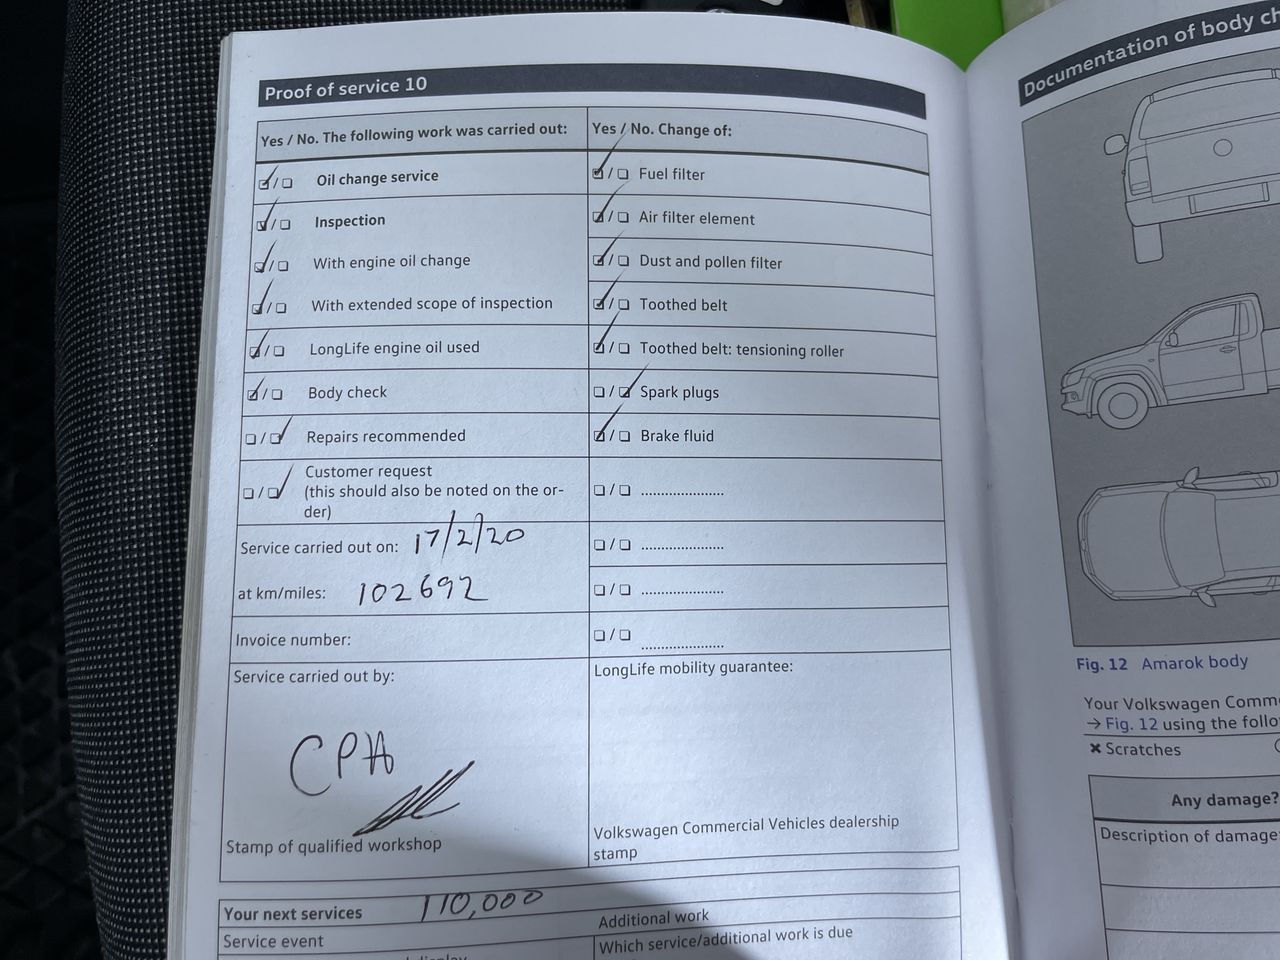 Proof of service 10
Yes / No. The following work was carried out:
Oil change service
Inspection
With engine oil change
With extended scope of inspection
LongLife engine oil used
Body check
Repairs recommended
Customer request
(this should also be noted on the or-
der)
Service carried out on: 17/2/20
at km/miles: 102692
Invoice number:
Service carried out by:
CPA
Stamp of qualified workshop
Yes / No. Change of:
Fuel filter
Air filter element
Dust and pollen filter
Toothed belt
Toothed belt: tensioning roller
Spark plugs
Brake fluid
LongLife mobility guarantee:
Volkswagen Commercial Vehicles dealership
stamp
Your next services 110,000
Service event
Additional work
Which service/additional work is due
Documentation of body ch
Fig. 12 Amarok body
Your Volkswagen Comme
→ Fig. 12 using the follo
× Scratches
Any damage?
Description of damage: